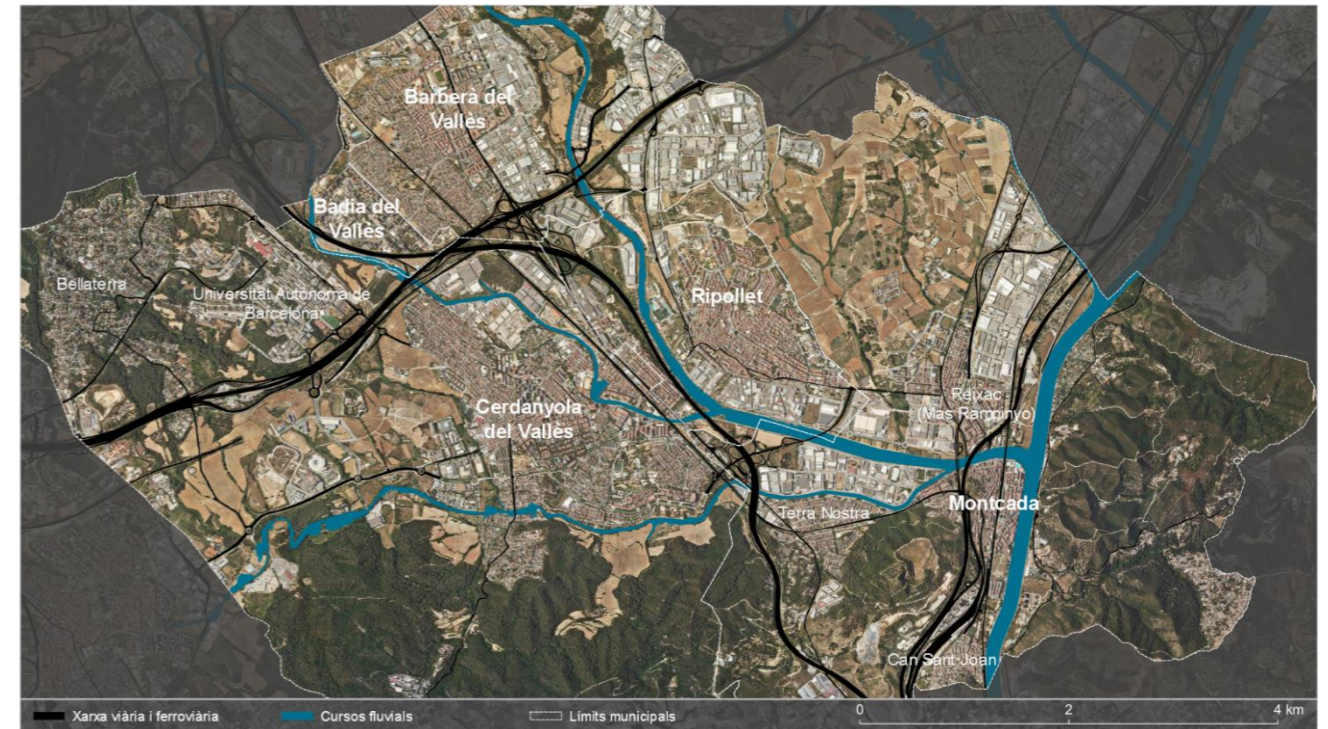 Barberà del
Vallès
Badia del
Vallès
Bellaterra
Universitat Autònoma de
Barcelona
Ripollet
Cerdanyola
del Vallès
Reixac
(Mas Rampinyo)
Terra Nostra
Montcada
Can Sant Joan
Xarxa viària i ferroviària
Cursos fluvials
Límits municipals
0 2 4 km